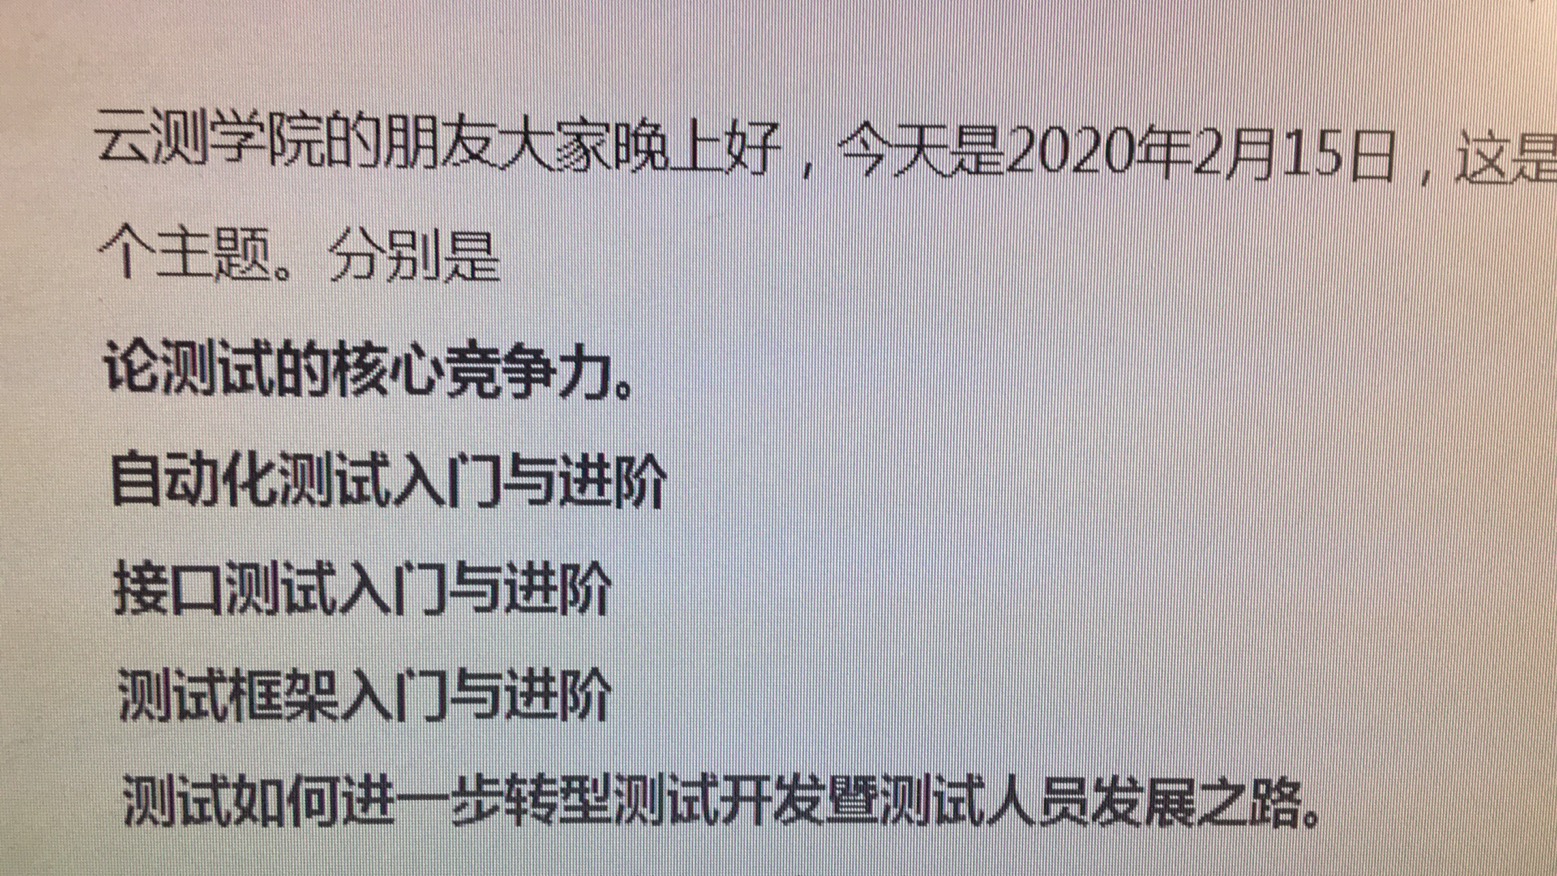 云测学院的朋友大家晚上好，今天是2020年2月15日，这是
个主题。分别是
论测试的核心竞争力。
自动化测试入门与进阶
接口测试入门与进阶
测试框架入门与进阶
测试如何进一步转型测试开发暨测试人员发展之路。